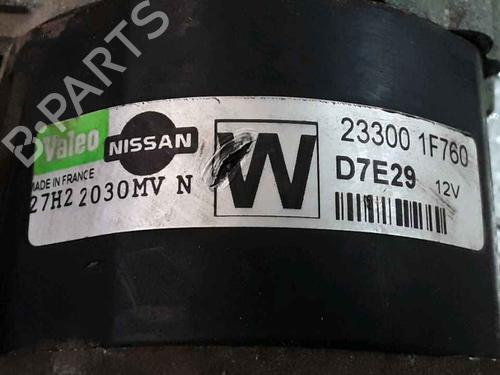 B-PARTS
Valeo
NISSAN
MADE IN FRANCE
27H2 2030MV N
W
23300 1F760
D7E29 12V